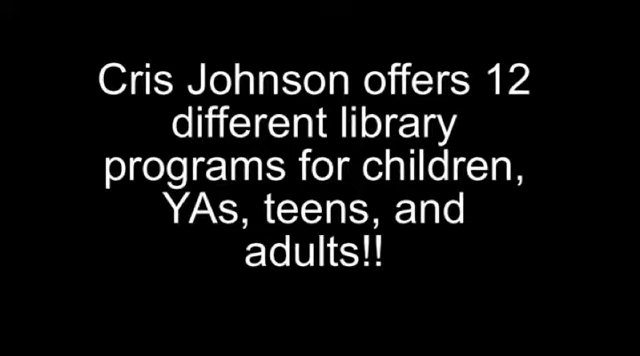 Cris Johnson offers 12
different library
programs for children,
YAs, teens, and
adults!!